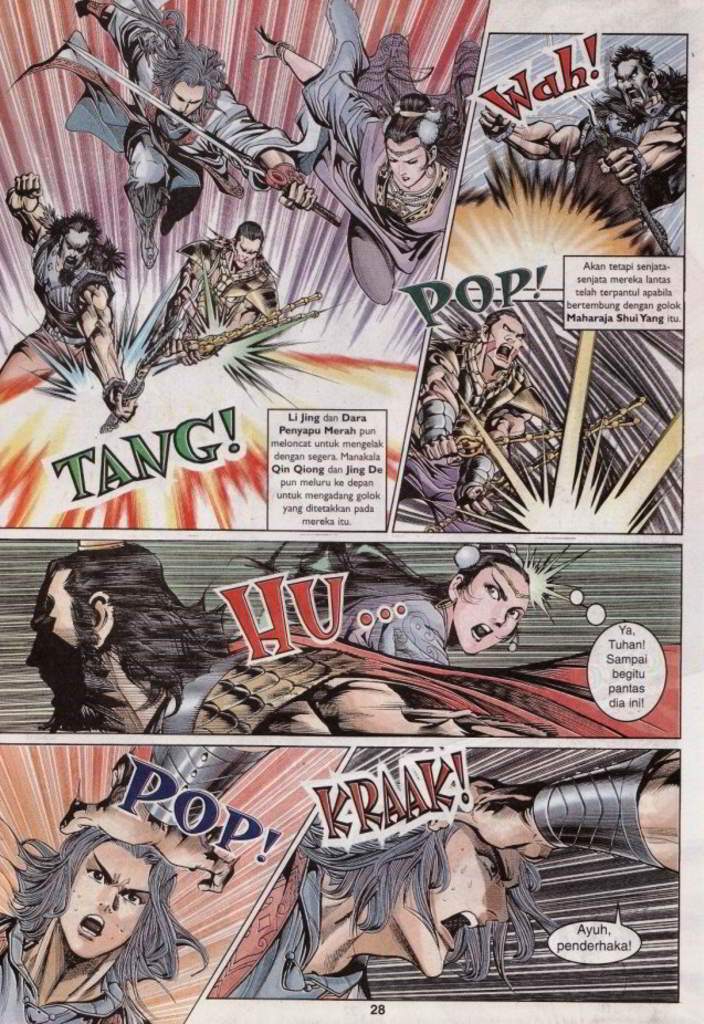 Wah!
POP!
Akan tetapi senjata-
senjata mereka lantas
telah terpantul apabila
bertembung dengan golok
Maharaja Shui Yang itu.
TANG!
Li Jing dan Dara
Penyapu Merah pun
meloncat untuk mengelak
dengan segera. Manakala
Qin Qiong dan Jing De
pun meluru ke depan
untuk mengadang golok
yang ditetakkan pada
mereka itu.
HU...
Ya,
Tuhan!
Sampai
begitu
pantas
dia ini!
POP!
KRAAK!
Ayuh,
penderhaka!
28